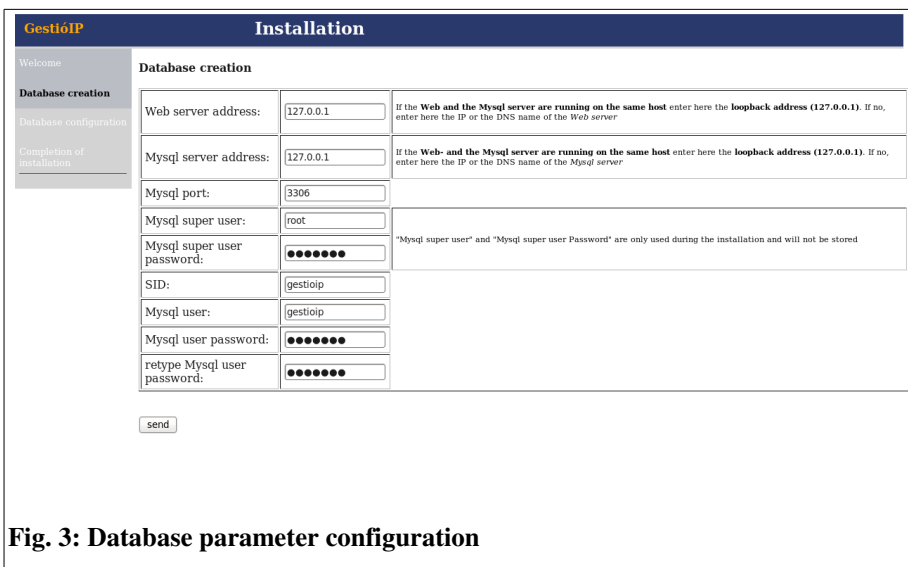 GestióIP
Installation
Welcome
Database creation
Database configuration
Completion of
installation
Database creation
Web server address:
127.0.0.1
If the Web and the Mysql server are running on the same host enter here the loopback address (127.0.0.1). If no,
enter here the IP or the DNS name of the Web server
Mysql server address:
127.0.0.1
If the Web- and the Mysql server are running on the same host enter here the loopback address (127.0.0.1). If no,
enter here the IP or the DNS name of the Mysql server
Mysql port:
3306
Mysql super user:
root
"Mysql super user" and "Mysql super user Password" are only used during the installation and will not be stored
Mysql super user
password:
●●●●●●●
SID:
gestioip
Mysql user:
gestioip
Mysql user password:
●●●●●●●
retype Mysql user
password:
●●●●●●●
send
Fig. 3: Database parameter configuration